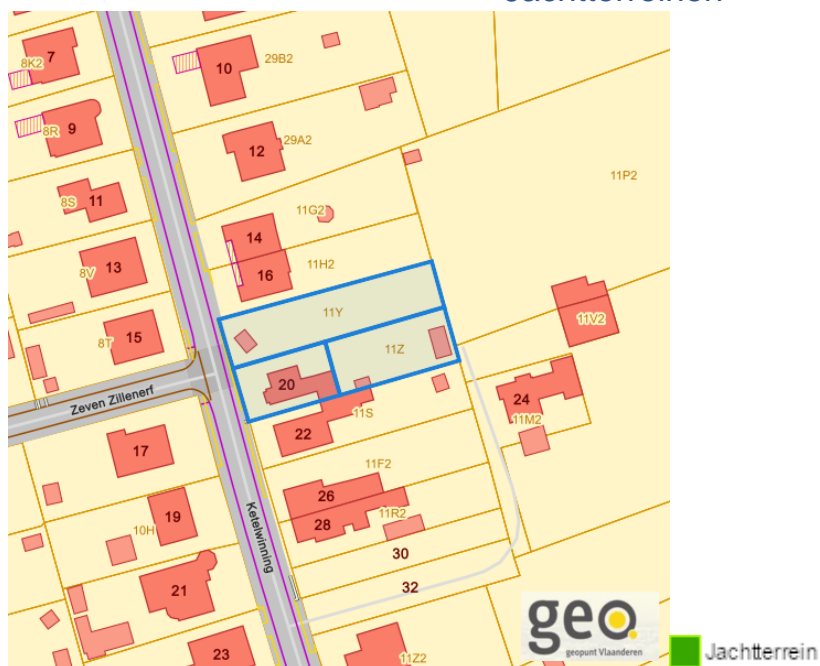 7
8K2
10
29B2
9
8R
12
29A2
11P2
11
8S
11G2
14
13
8V
16
11H2
11Y
15
8T
11Z
11V2
20
Zeven Zillenerf
24
11S
11M2
22
17
11F2
26
11R2
28
19
10H
Ketelwinning
30
32
21
23
11Z2
geo.
geopunt Vlaanderen
Jachtterrein